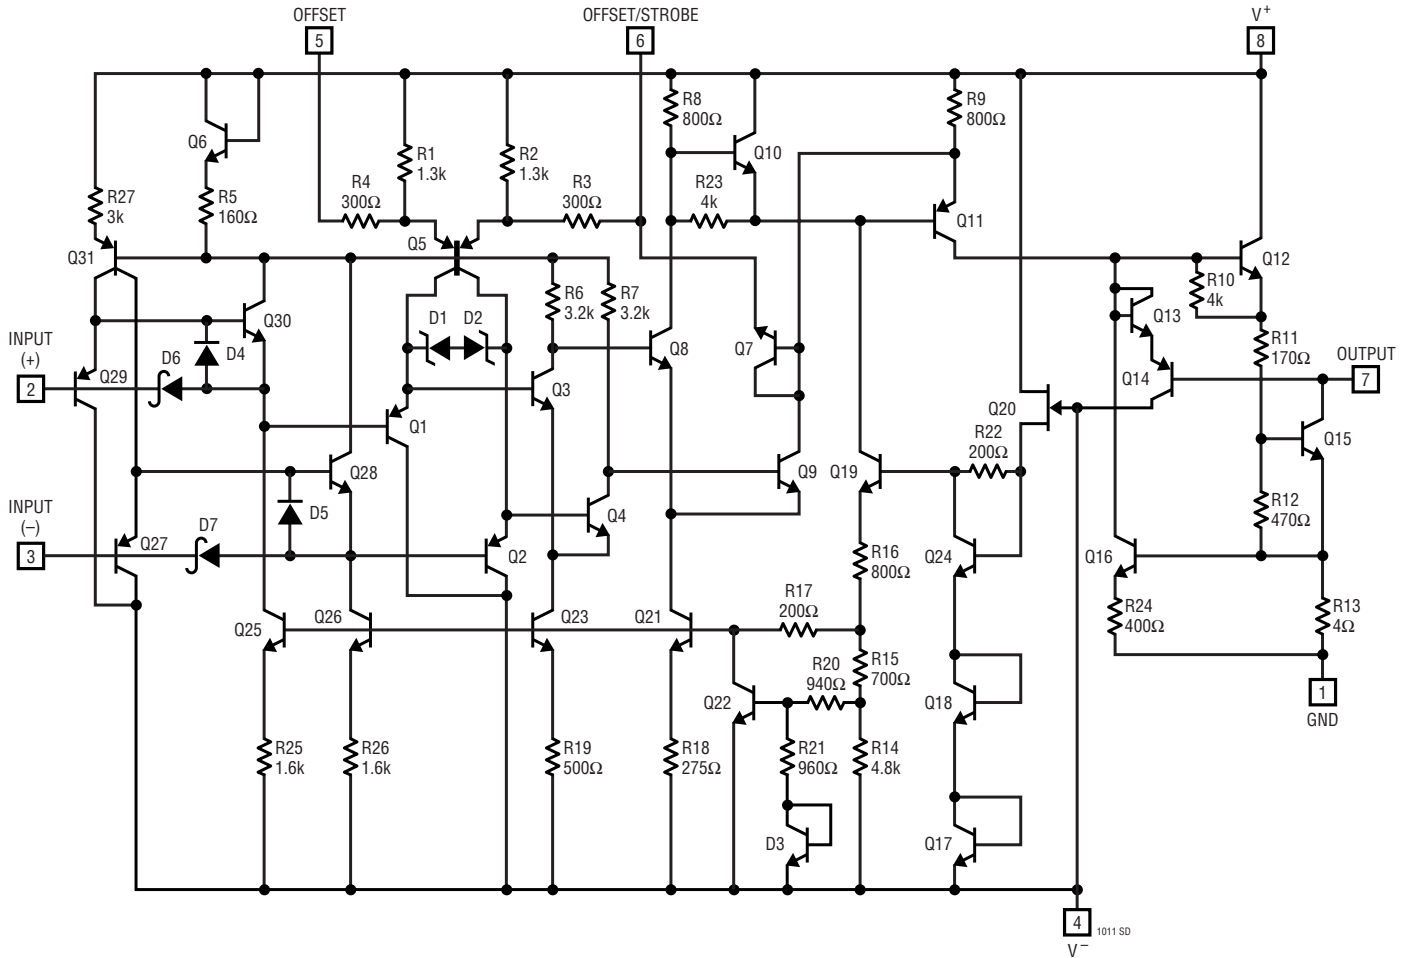 OFFSET
5
OFFSET/STROBE
6
V+
8
Q6
R27
3k
R5
160Ω
R4
300Ω
R1
1.3k
R2
1.3k
R3
300Ω
R8
800Ω
Q10
R23
4k
R9
800Ω
Q11
Q31
Q5
Q30
D4
D6
Q29
INPUT
(+)
2
D1
D2
R6
3.2k
R7
3.2k
Q8
Q7
Q12
R10
4k
Q13
R11
170Ω
OUTPUT
7
Q14
Q1
Q3
Q20
Q15
Q28
D5
Q4
Q9
Q19
R22
200Ω
R12
470Ω
INPUT
(–)
3
D7
Q27
Q2
R16
800Ω
Q24
Q16
R24
400Ω
R13
4Ω
Q25
Q26
Q23
Q21
R17
200Ω
R15
700Ω
R20
940Ω
Q22
Q18
1
GND
R25
1.6k
R26
1.6k
R19
500Ω
R18
275Ω
R21
960Ω
R14
4.8k
D3
Q17
4
V–
1011 SD